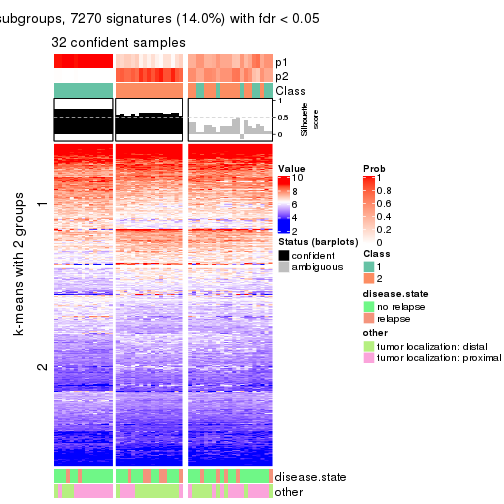 subgroups, 7270 signatures (14.0%) with fdr < 0.05
32 confident samples
p1
p2
Class
1
0.5
0
Silhouette
score
k-means with 2 groups
1
2
Value
10
8
6
4
2
Status (barplots)
confident
ambiguous
Prob
1
0.8
0.6
0.4
0.2
0
Class
1
2
disease.state
no relapse
relapse
other
tumor localization: distal
tumor localization: proximal
disease.state
other